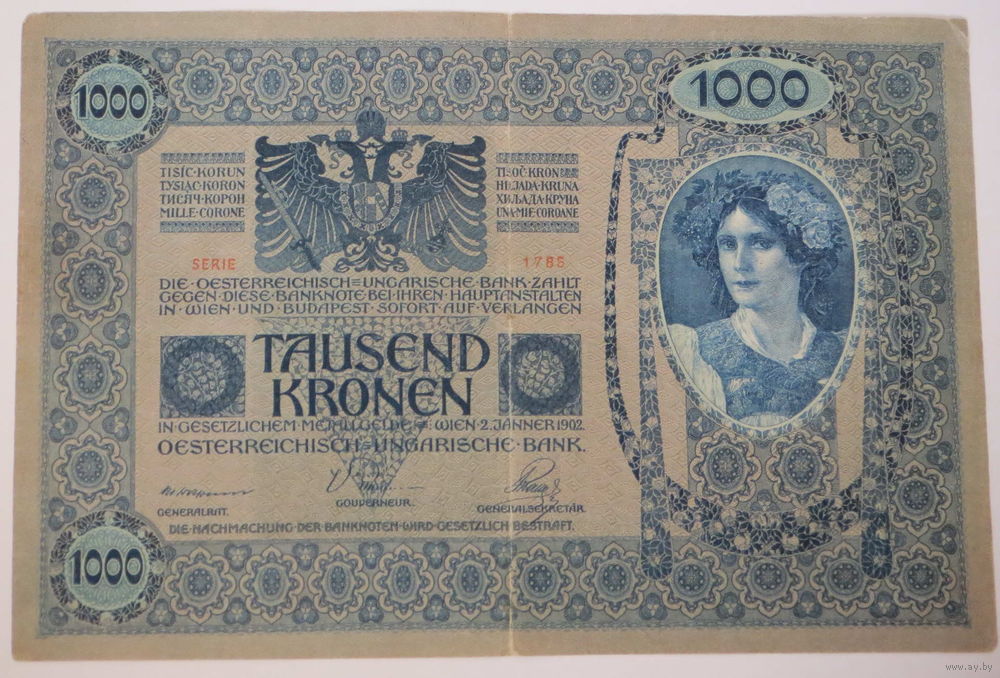 1000
1000
TISÍC·KORUN
TYSIĄC·KORON
ТИСЯЧ·КОРОН
MILLE·CORONE
TISOČ·KRON
HILJADA·KRUNA
ХИЉАДА·КРУНА
UNA·MIE·COROANE
SERIE 1785
DIE·OESTERREICHISCH=UNGARISCHE·BANK·ZAHLT
GEGEN·DIESE·BANKNOTE·BEI·IHREN·HAUPTANSTALTEN
IN·WIEN·UND·BUDAPEST·SOFORT·AUF·VERLANGEN
TAUSEND
KRONEN
IN·GESETZLICHEM·METALLGELDE=WIEN·2.JÄNNER 1902.
OESTERREICHISCH=UNGARISCHE·BANK.
GENERALRAT.
GOUVERNEUR.
GENERALSEKRETÄR.
DIE·NACHMACHUNG·DER·BANKNOTEN·WIRD·GESETZLICH·BESTRAFT.
1000
www.ay.by